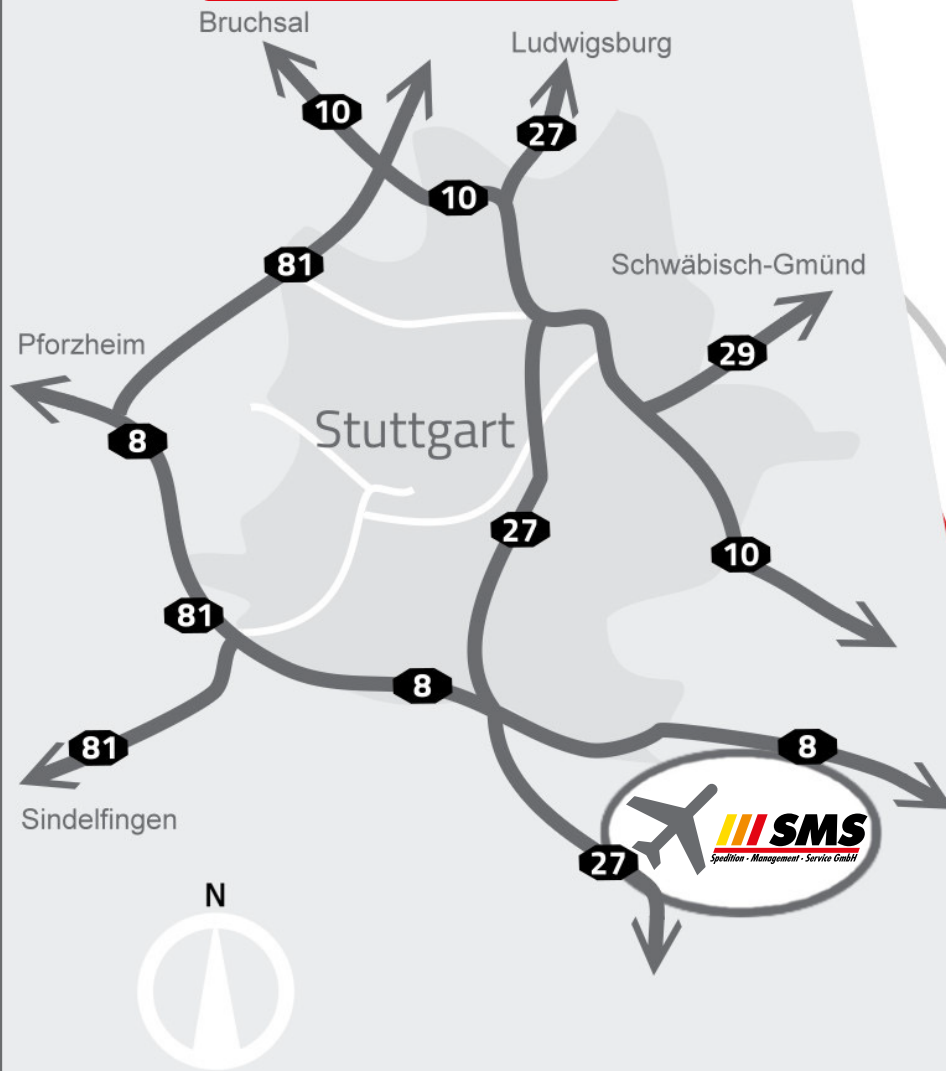 Bruchsal
Ludwigsburg
10
27
10
Schwäbisch-Gmünd
81
Pforzheim
29
8
Stuttgart
27
10
81
8
81
8
Sindelfingen
SMS
Spedition - Management - Service GmbH
27
N